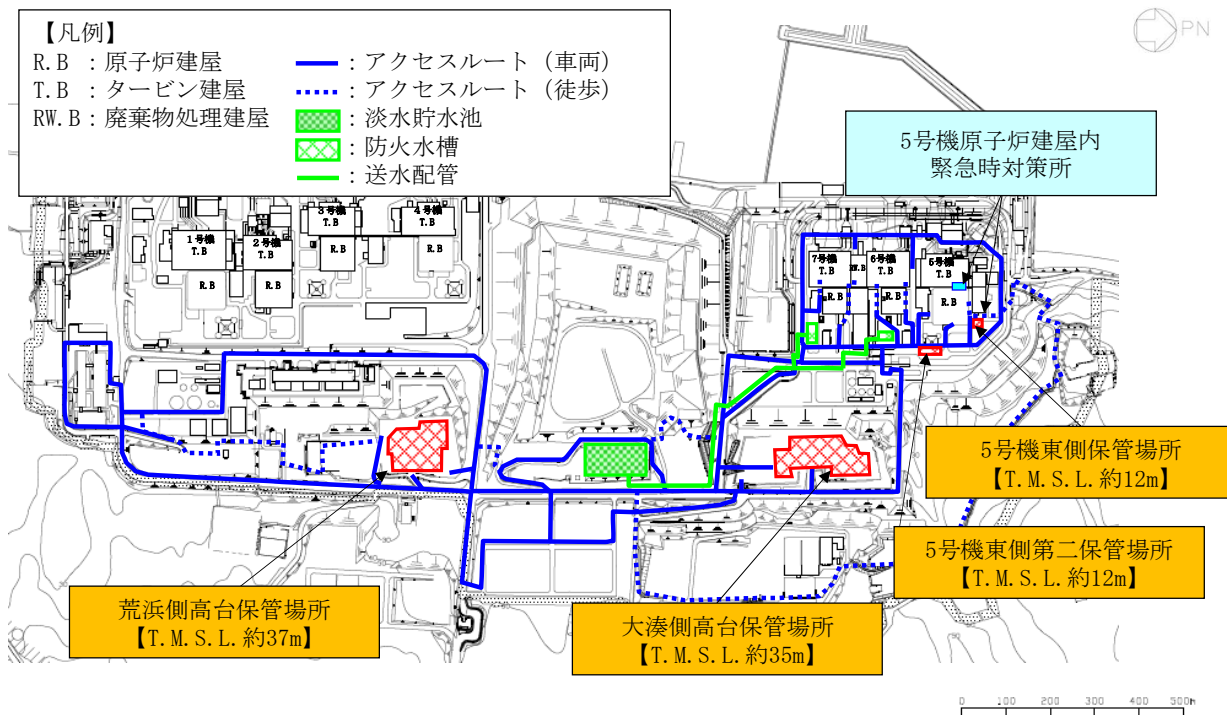 【凡例】
R.B ：原子炉建屋
T.B ：タービン建屋
RW.B：廃棄物処理建屋
：アクセスルート（車両）
：アクセスルート（徒歩）
：淡水貯水池
：防火水槽
：送水配管
PN
5号機原子炉建屋内
緊急時対策所
1号機
T.B
R.B
2号機
T.B
R.B
3号機
T.B
R.B
4号機
T.B
R.B
7号機
T.B
R.B
RW.B
6号機
T.B
R.B
5号機
T.B
R.B
5号機東側保管場所
【T.M.S.L.約12m】
5号機東側第二保管場所
【T.M.S.L.約12m】
荒浜側高台保管場所
【T.M.S.L.約37m】
大湊側高台保管場所
【T.M.S.L.約35m】
0 100 200 300 400 500m